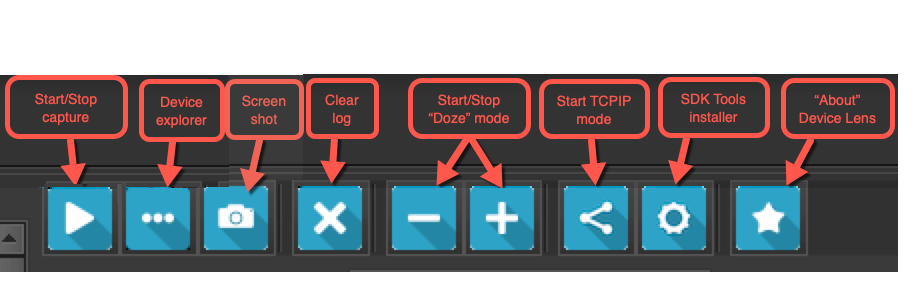 Start/Stop
capture
Device
explorer
Screen
shot
Clear
log
Start/Stop
“Doze” mode
Start TCPIP
mode
SDK Tools
installer
“About”
Device Lens